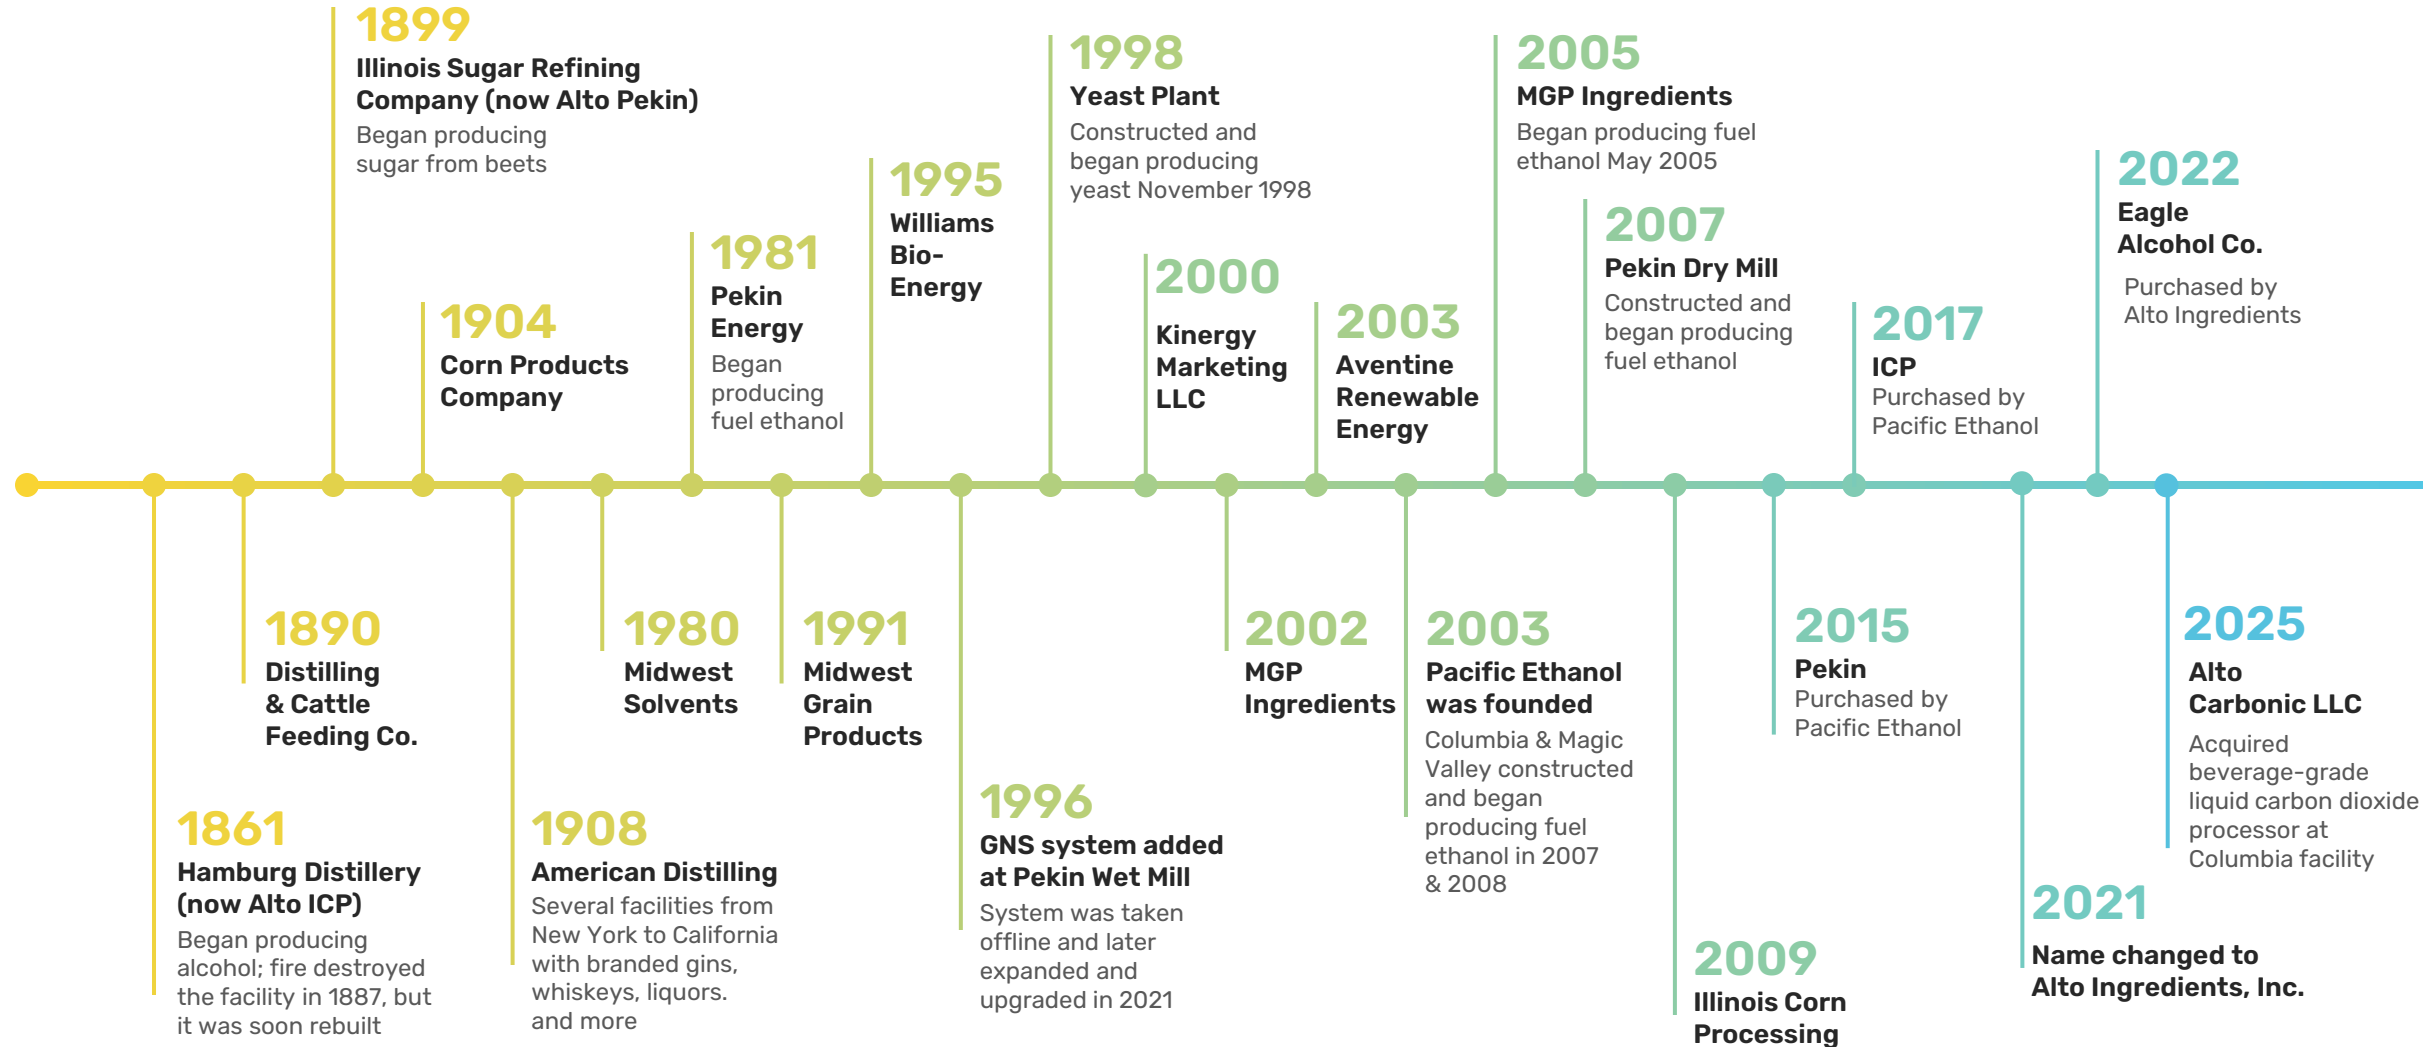 1899
Illinois Sugar Refining
Company (now Alto Pekin)
Began producing
sugar from beets
1904
Corn Products
Company
1981
Pekin
Energy
Began
producing
fuel ethanol
1995
Williams
Bio-
Energy
1998
Yeast Plant
Constructed and
began producing
yeast November 1998
2000
Kinergy
Marketing
LLC
2003
Aventine
Renewable
Energy
2005
MGP Ingredients
Began producing fuel
ethanol May 2005
2007
Pekin Dry Mill
Constructed and
began producing
fuel ethanol
2017
ICP
Purchased by
Pacific Ethanol
2022
Eagle
Alcohol Co.
Purchased by
Alto Ingredients
1861
Hamburg Distillery
(now Alto ICP)
Began producing
alcohol; fire destroyed
the facility in 1887, but
it was soon rebuilt
1890
Distilling
& Cattle
Feeding Co.
1908
American Distilling
Several facilities from
New York to California
with branded gins,
whiskeys, liquors.
and more
1980
Midwest
Solvents
1991
Midwest
Grain
Products
1996
GNS system added
at Pekin Wet Mill
System was taken
offline and later
expanded and
upgraded in 2021
2002
MGP
Ingredients
2003
Pacific Ethanol
was founded
Columbia & Magic
Valley constructed
and began
producing fuel
ethanol in 2007
& 2008
2009
Illinois Corn
Processing
2015
Pekin
Purchased by
Pacific Ethanol
2021
Name changed to
Alto Ingredients, Inc.
2025
Alto
Carbonic LLC
Acquired
beverage-grade
liquid carbon dioxide
processor at
Columbia facility